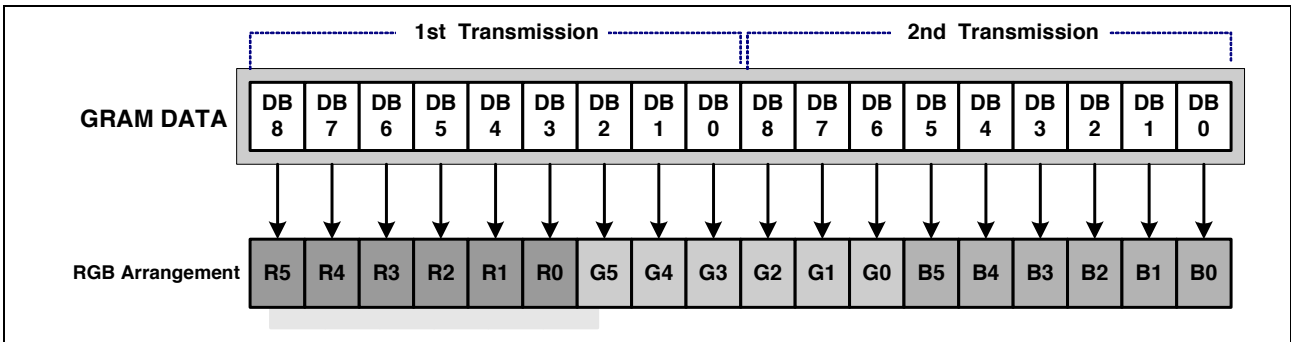 1st Transmission 2nd Transmission
GRAM DATA
DB 8 DB 7 DB 6 DB 5 DB 4 DB 3 DB 2 DB 1 DB 0 DB 8 DB 7 DB 6 DB 5 DB 4 DB 3 DB 2 DB 1 DB 0
RGB Arrangement R5 R4 R3 R2 R1 R0 G5 G4 G3 G2 G1 G0 B5 B4 B3 B2 B1 B0